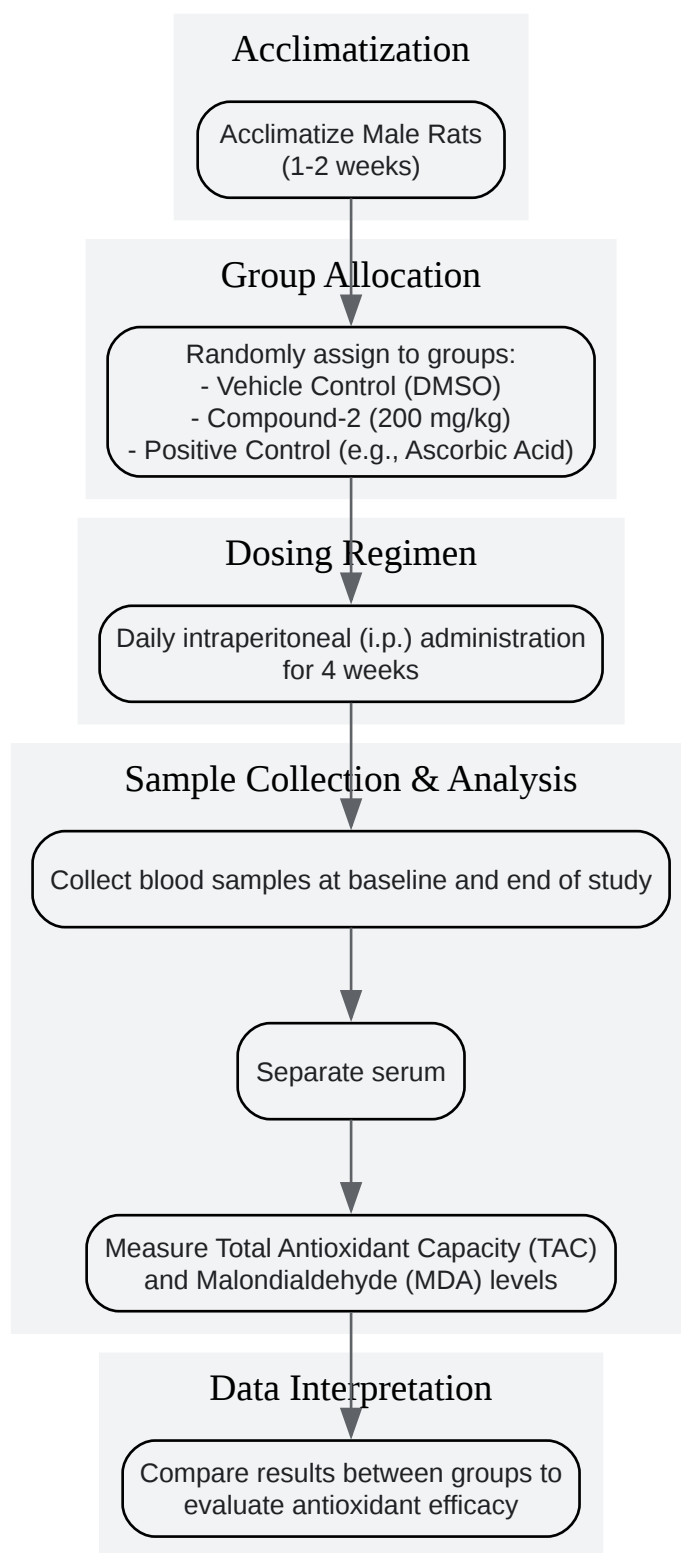 Acclimatization
Acclimatize Male Rats
(1-2 weeks)
Group Allocation
Randomly assign to groups:
- Vehicle Control (DMSO)
- Compound-2 (200 mg/kg)
- Positive Control (e.g., Ascorbic Acid)
Dosing Regimen
Daily intraperitoneal (i.p.) administration
for 4 weeks
Sample Collection & Analysis
Collect blood samples at baseline and end of study
Separate serum
Measure Total Antioxidant Capacity (TAC)
and Malondialdehyde (MDA) levels
Data Interpretation
Compare results between groups to
evaluate antioxidant efficacy